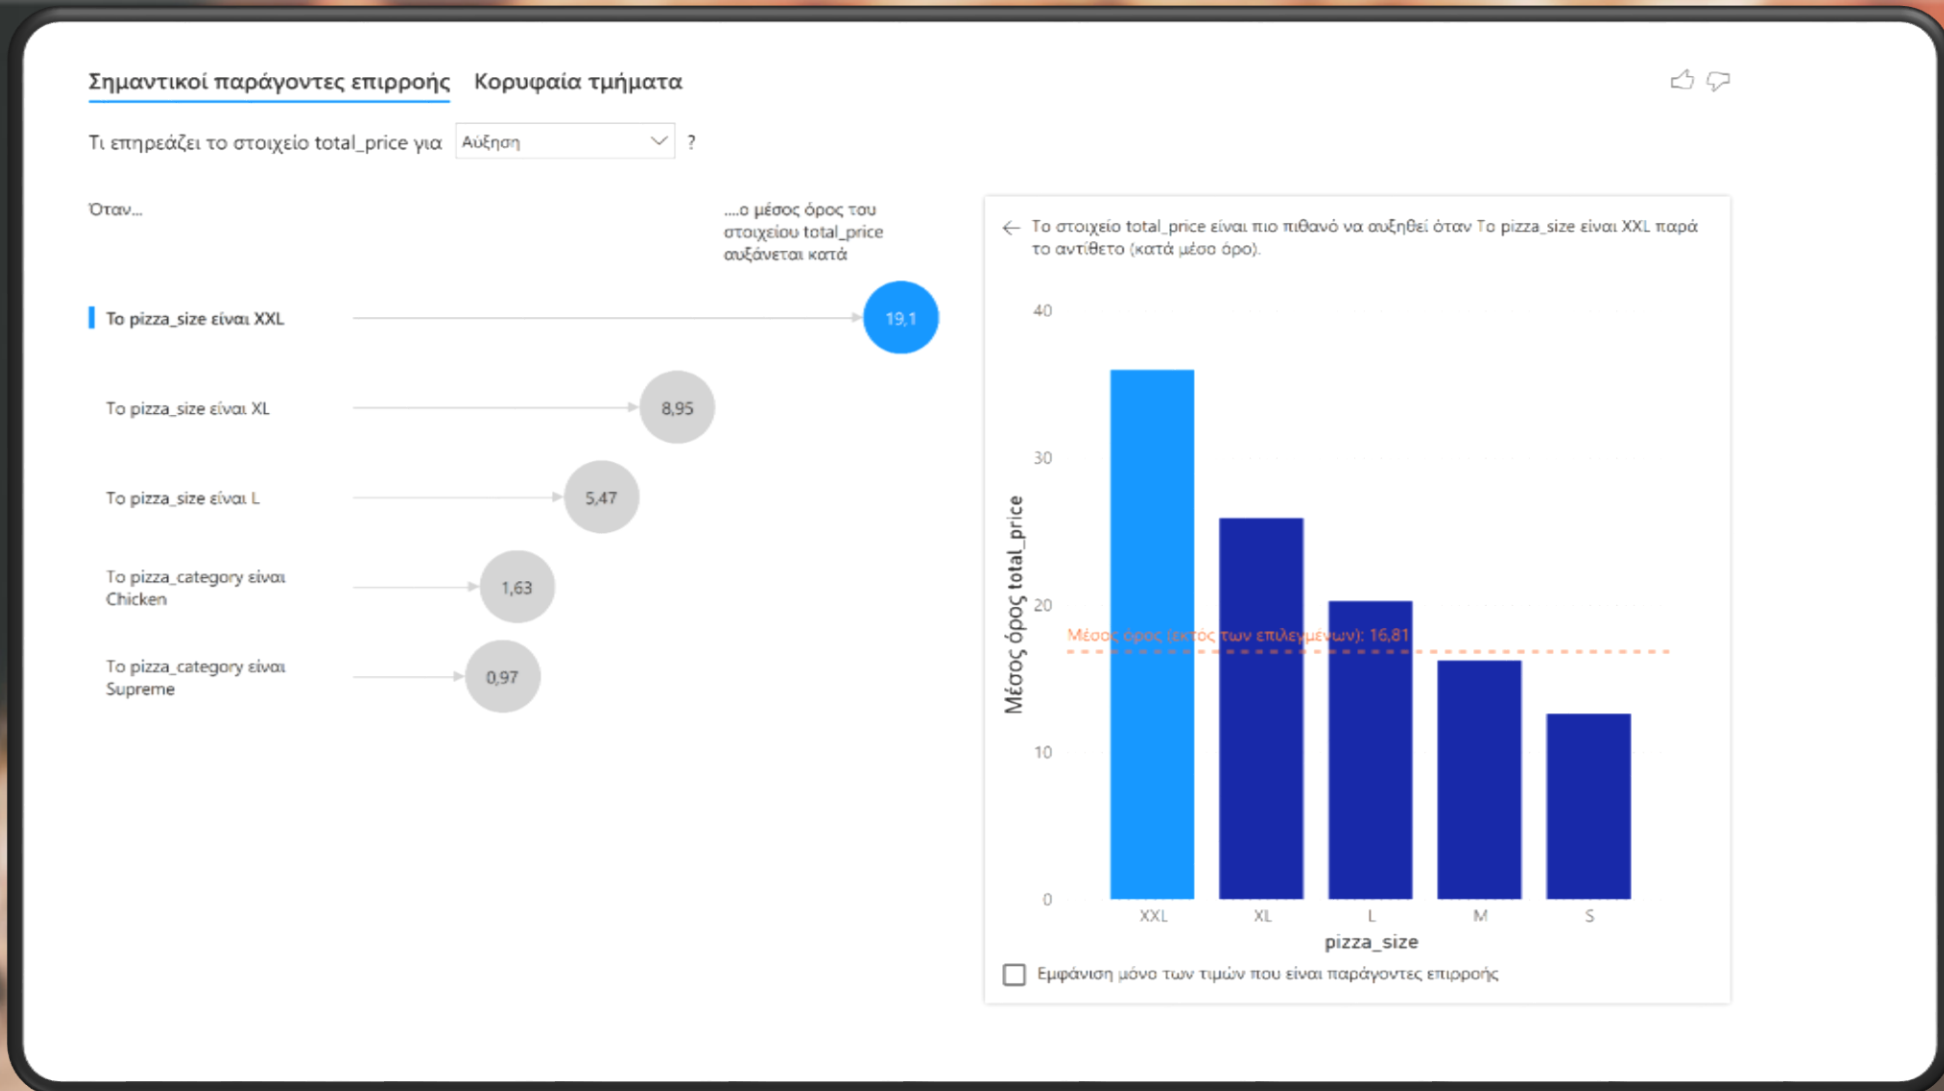 Σημαντικοί παράγοντες επιρροής Κορυφαία τμήματα
Τι επηρεάζει το στοιχείο total_price για Αύξηση ?
Όταν...
....ο μέσος όρος του
στοιχείου total_price
αυξάνεται κατά
Το pizza_size είναι XXL
19,1
Το pizza_size είναι XL
8,95
Το pizza_size είναι L
5,47
Το pizza_category είναι
Chicken
1,63
Το pizza_category είναι
Supreme
0,97
Το στοιχείο total_price είναι πιο πιθανό να αυξηθεί όταν Το pizza_size είναι XXL παρά
το αντίθετο (κατά μέσο όρο).
Μέσος όρος total_price
40
30
20
10
0
Μέσος όρος (εκτός των επιλεγμένων): 16,81
XXL XL L M S
pizza_size
Εμφάνιση μόνο των τιμών που είναι παράγοντες επιρροής